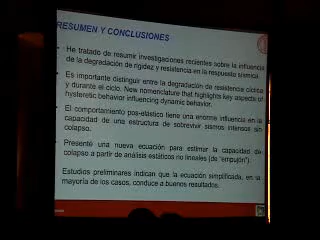 RESUMEN Y CONCLUSIONES
• He tratado de resumir investigaciones recientes sobre la influencia
de la degradación de rigidez y resistencia en la respuesta sísmica.
• Es importante distinguir entre la degradación de resistencia cíclica
y durante el ciclo. New nomenclature that highlights key aspects of
hysteretic behavior influencing dynamic behavior.
• El comportamiento pos-elástico tiene una enorme influencia en la
capacidad de una estructura de sobrevivir sismos intensos sin
colapso.
• Presenté una nueva ecuación para estimar la capacidad de
colapso a partir de análisis estáticos no lineales (de "empujón").
Estudios preliminares indican que la ecuación simplificada, en la
mayoría de los casos, conduce a buenos resultados.